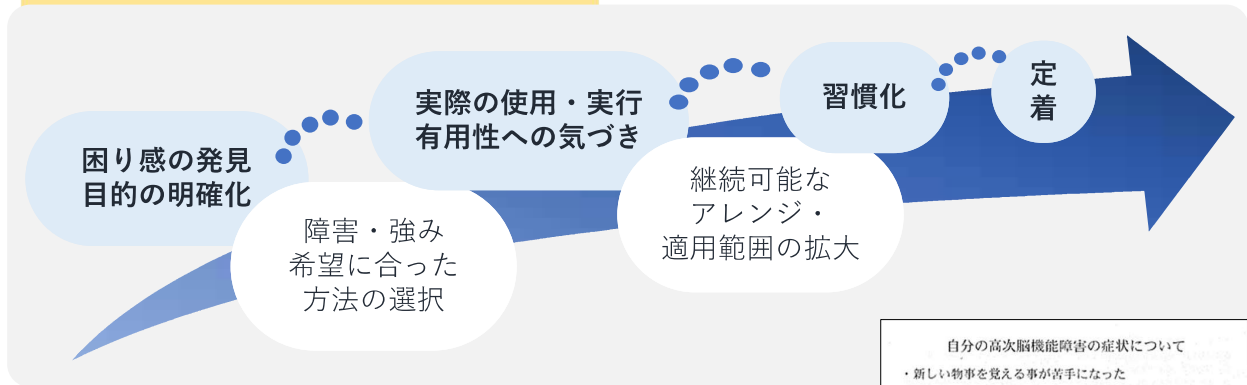 困り感の発見
目的の明確化
障害・強み
希望に合った
方法の選択
実際の使用・実行
有用性への気づき
継続可能な
アレンジ・
適用範囲の拡大
習慣化
定
着
自分の高次脳機能障害の症状について
・新しい物事を覚える事が苦手になった